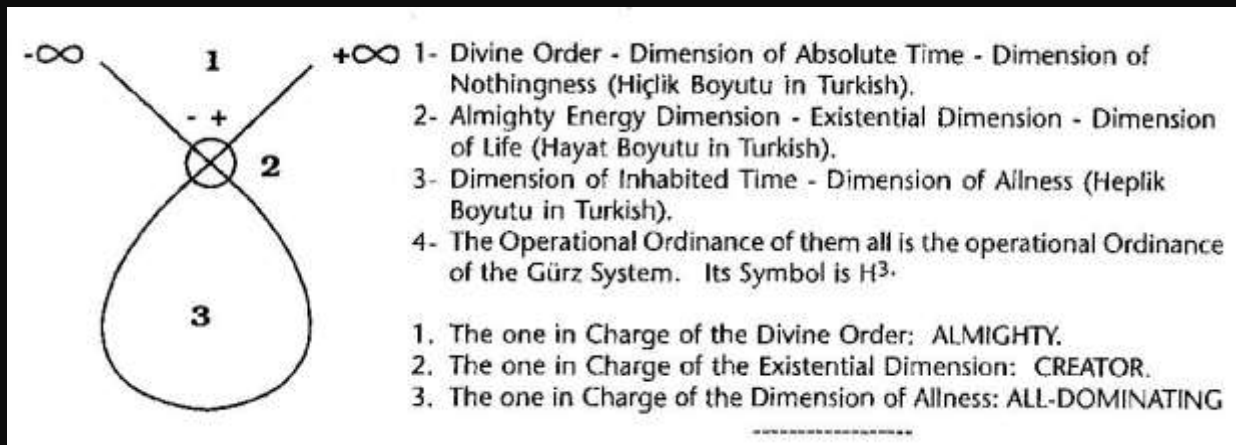 -∞
1
+∞
- +
2
3
1- Divine Order - Dimension of Absolute Time - Dimension of
Nothingness (Hiçlik Boyutu in Turkish).
2- Almighty Energy Dimension - Existential Dimension - Dimension
of Life (Hayat Boyutu in Turkish).
3- Dimension of Inhabited Time - Dimension of Allness (Heplik
Boyutu in Turkish).
4- The Operational Ordinance of them all is the operational Ordinance
of the Gürz System. Its Symbol is H³.
1. The one in Charge of the Divine Order: ALMIGHTY.
2. The one in Charge of the Existential Dimension: CREATOR.
3. The one in Charge of the Dimension of Allness: ALL-DOMINATING
-----------------